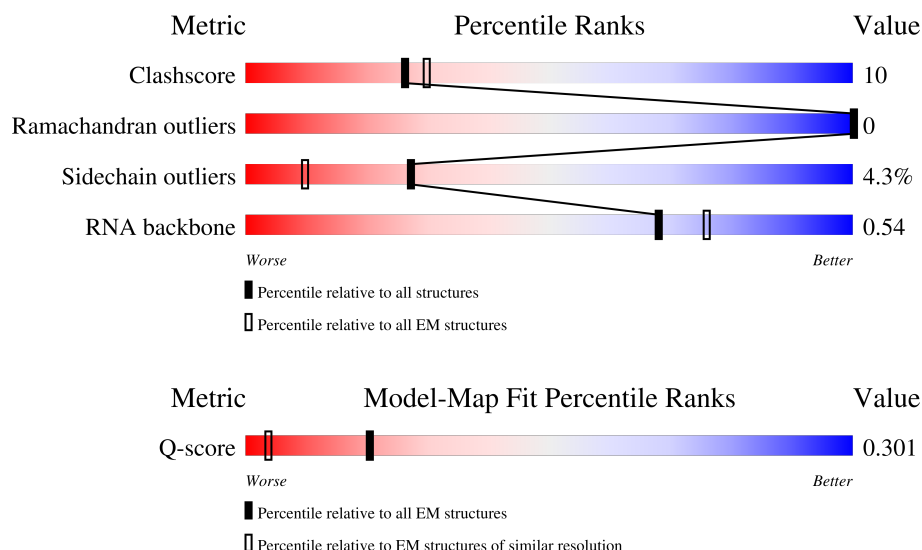 Metric Percentile Ranks Value
Clashscore 10
Ramachandran outliers 0
Sidechain outliers 4.3%
RNA backbone 0.54
Worse Better
Percentile relative to all structures
Percentile relative to all EM structures
Metric Model-Map Fit Percentile Ranks Value
Q-score 0.301
Worse Better
Percentile relative to all EM structures
Percentile relative to EM structures of similar resolution